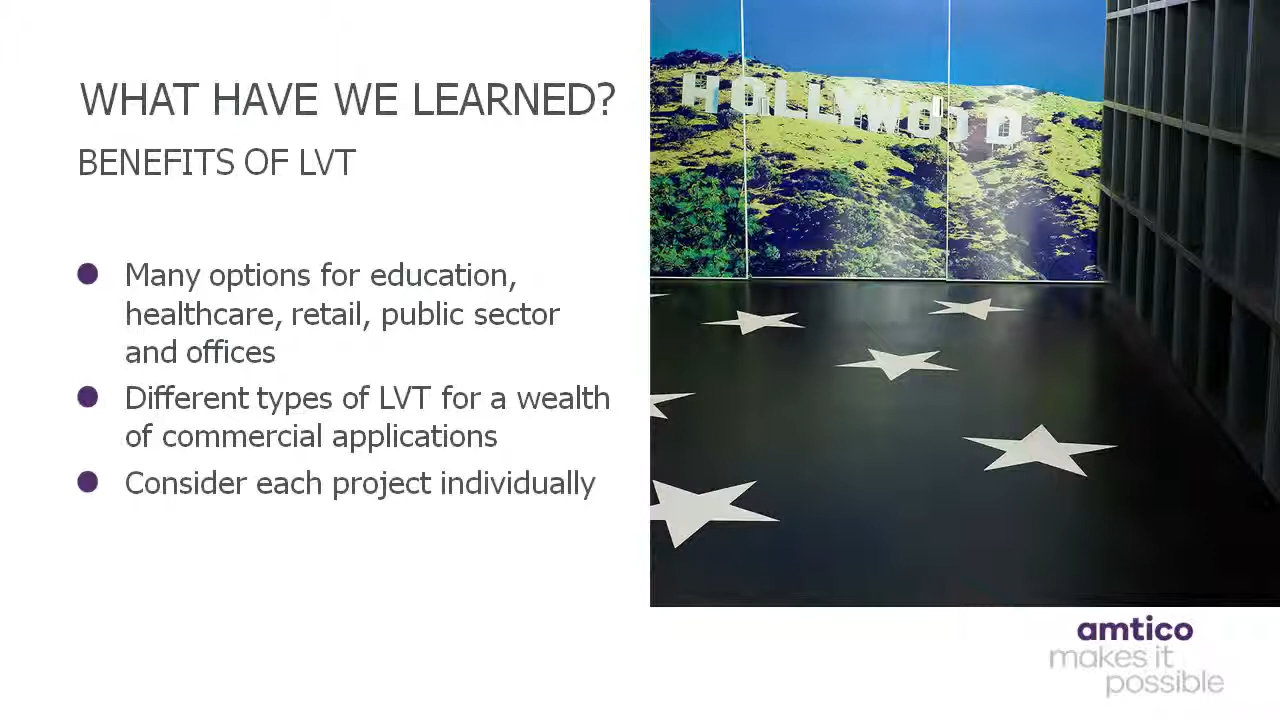 WHAT HAVE WE LEARNED?
BENEFITS OF LVT
Many options for education,
healthcare, retail, public sector
and offices
Different types of LVT for a wealth
of commercial applications
Consider each project individually
HOLLYWOOD
amtico
makes it
possible